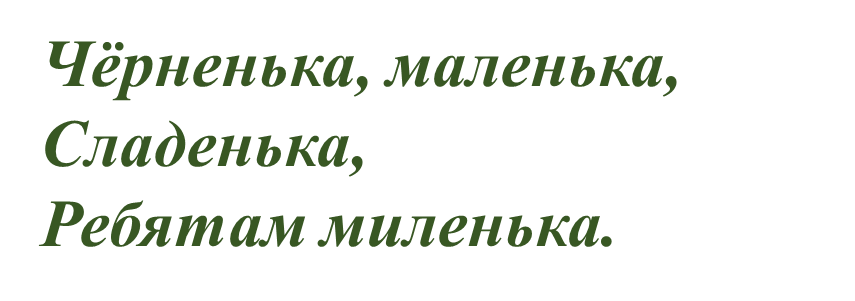 Чёрненька, маленька,
Сладенька,
Ребятам миленька.